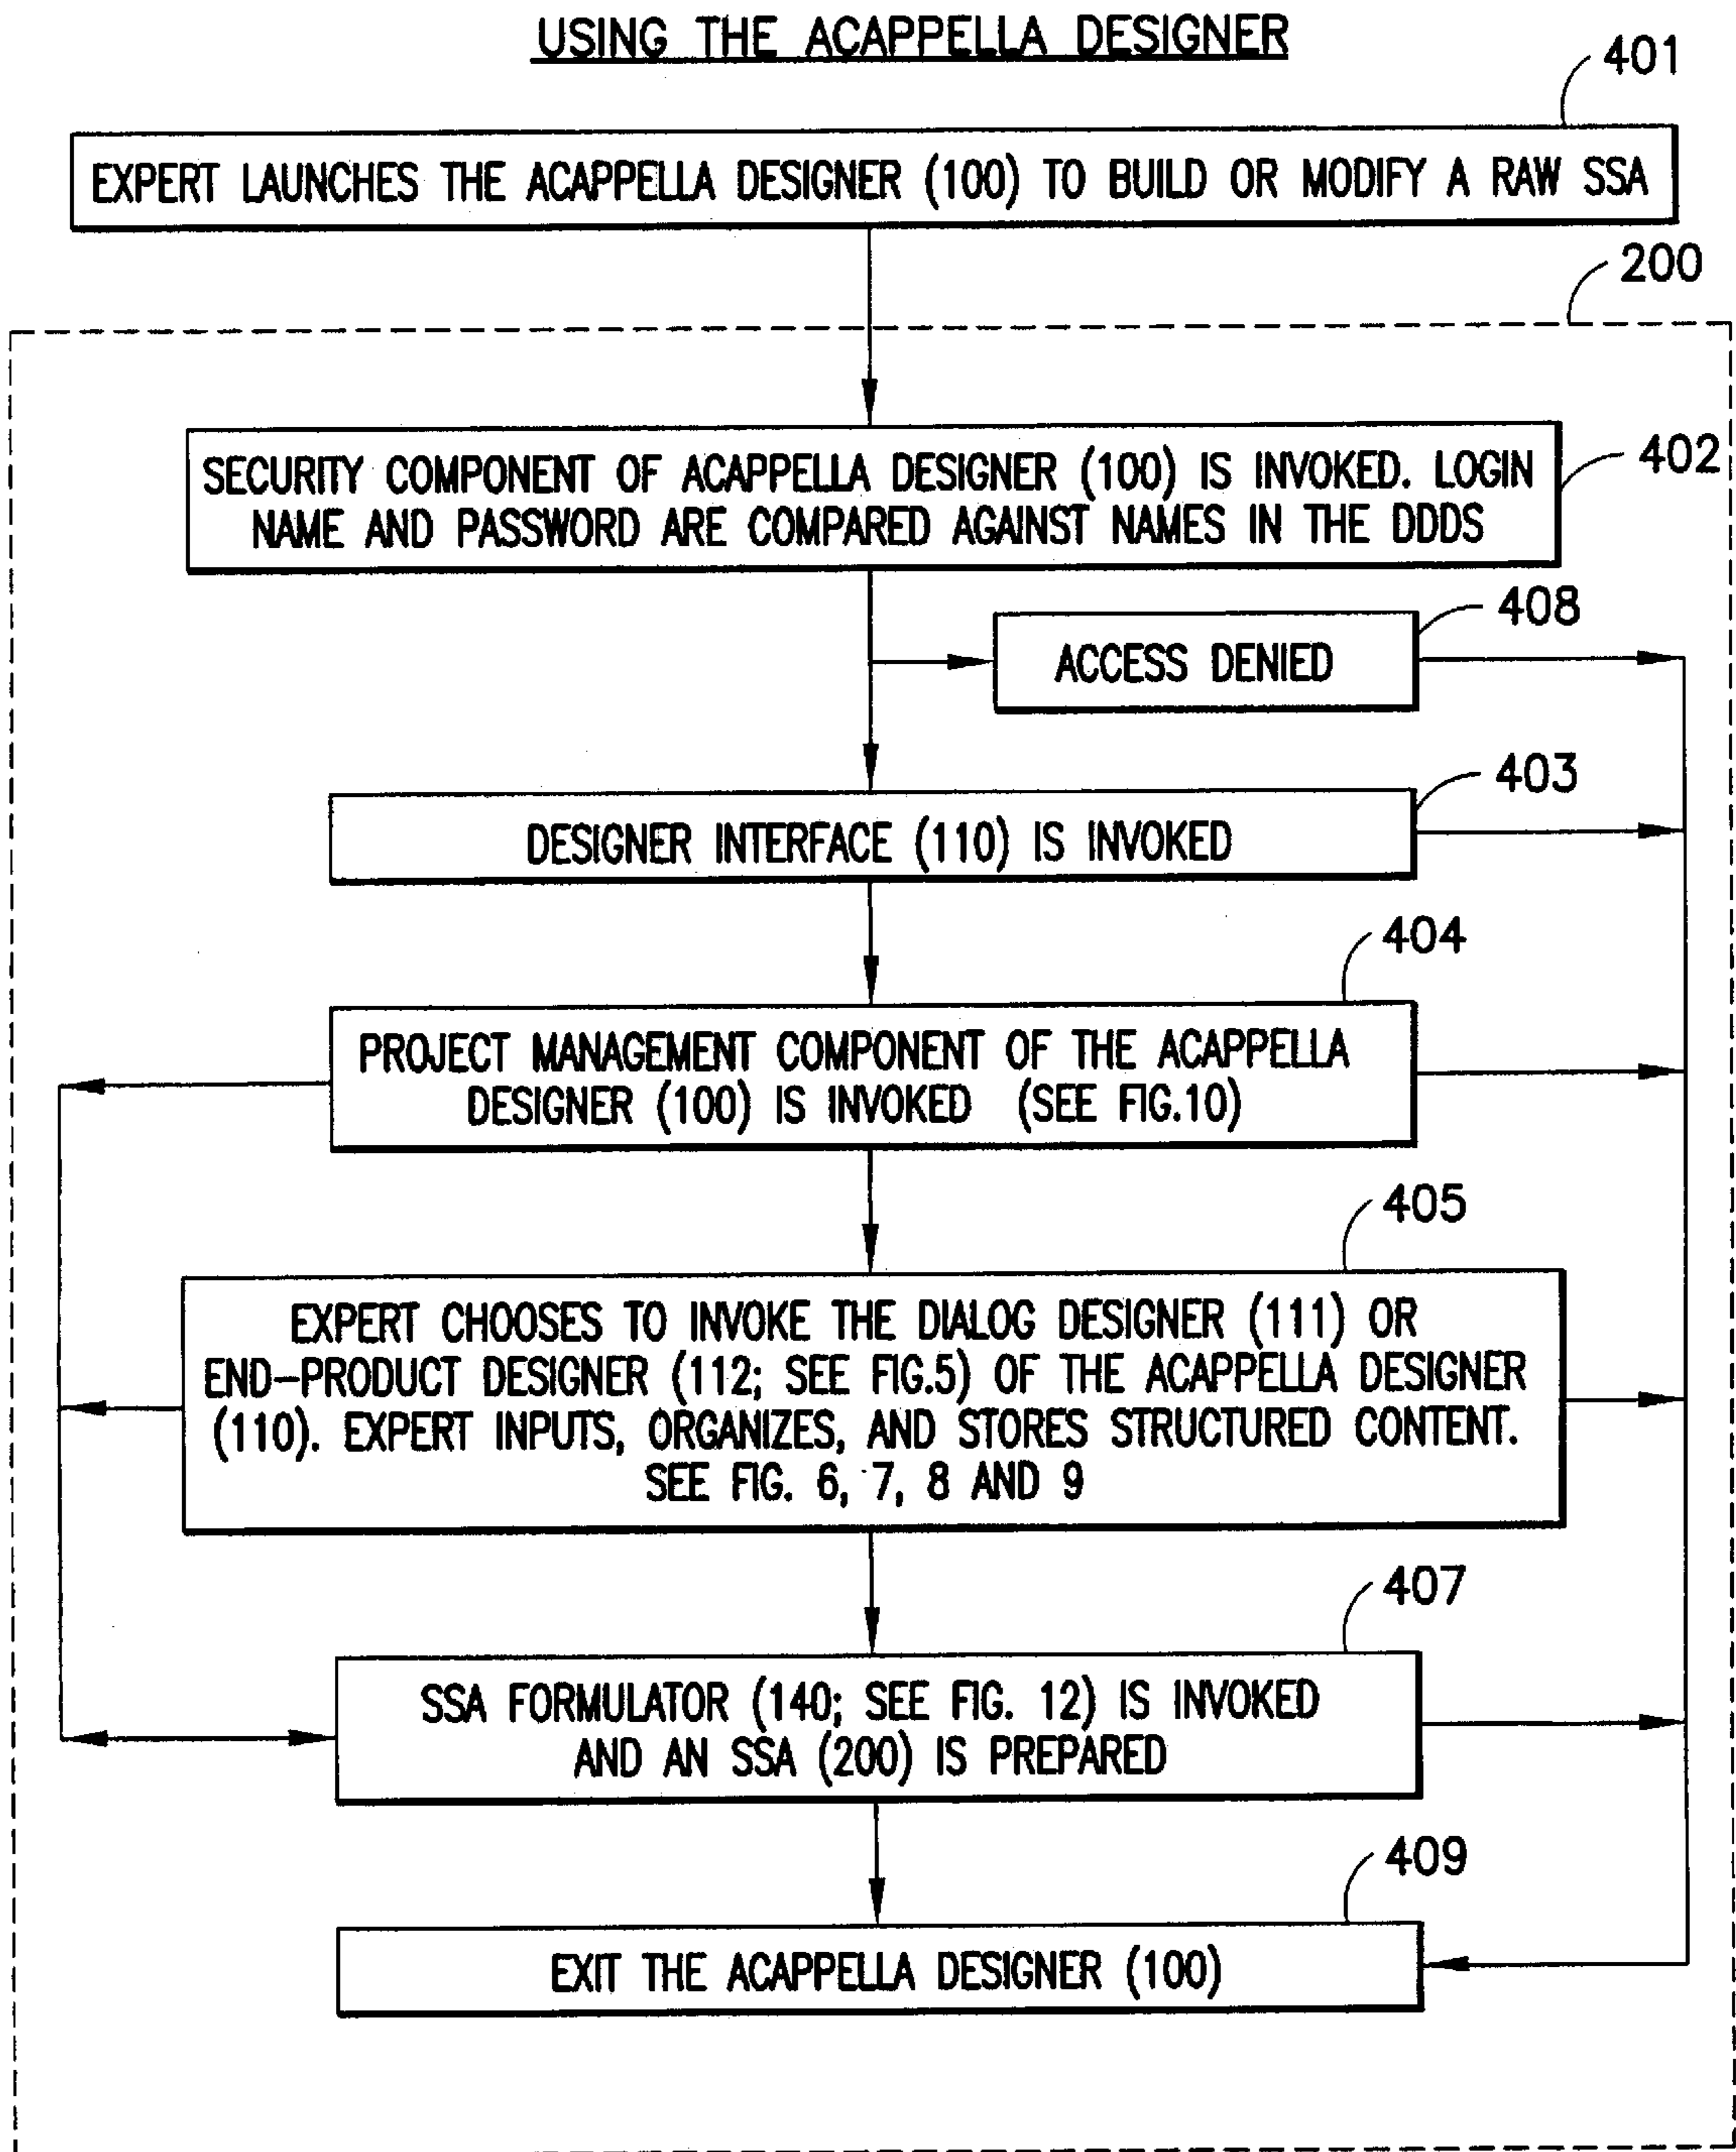 USING THE ACAPPELLA DESIGNER
401
EXPERT LAUNCHES THE ACAPPELLA DESIGNER (100) TO BUILD OR MODIFY A RAW SSA
200
SECURITY COMPONENT OF ACAPPELLA DESIGNER (100) IS INVOKED. LOGIN
NAME AND PASSWORD ARE COMPARED AGAINST NAMES IN THE DDDS
402
408
ACCESS DENIED
403
DESIGNER INTERFACE (110) IS INVOKED
404
PROJECT MANAGEMENT COMPONENT OF THE ACAPPELLA
DESIGNER (100) IS INVOKED (SEE FIG.10)
405
EXPERT CHOOSES TO INVOKE THE DIALOG DESIGNER (111) OR
END-PRODUCT DESIGNER (112; SEE FIG.5) OF THE ACAPPELLA DESIGNER
(110). EXPERT INPUTS, ORGANIZES, AND STORES STRUCTURED CONTENT.
SEE FIG. 6, 7, 8 AND 9
407
SSA FORMULATOR (140; SEE FIG. 12) IS INVOKED
AND AN SSA (200) IS PREPARED
409
EXIT THE ACAPPELLA DESIGNER (100)